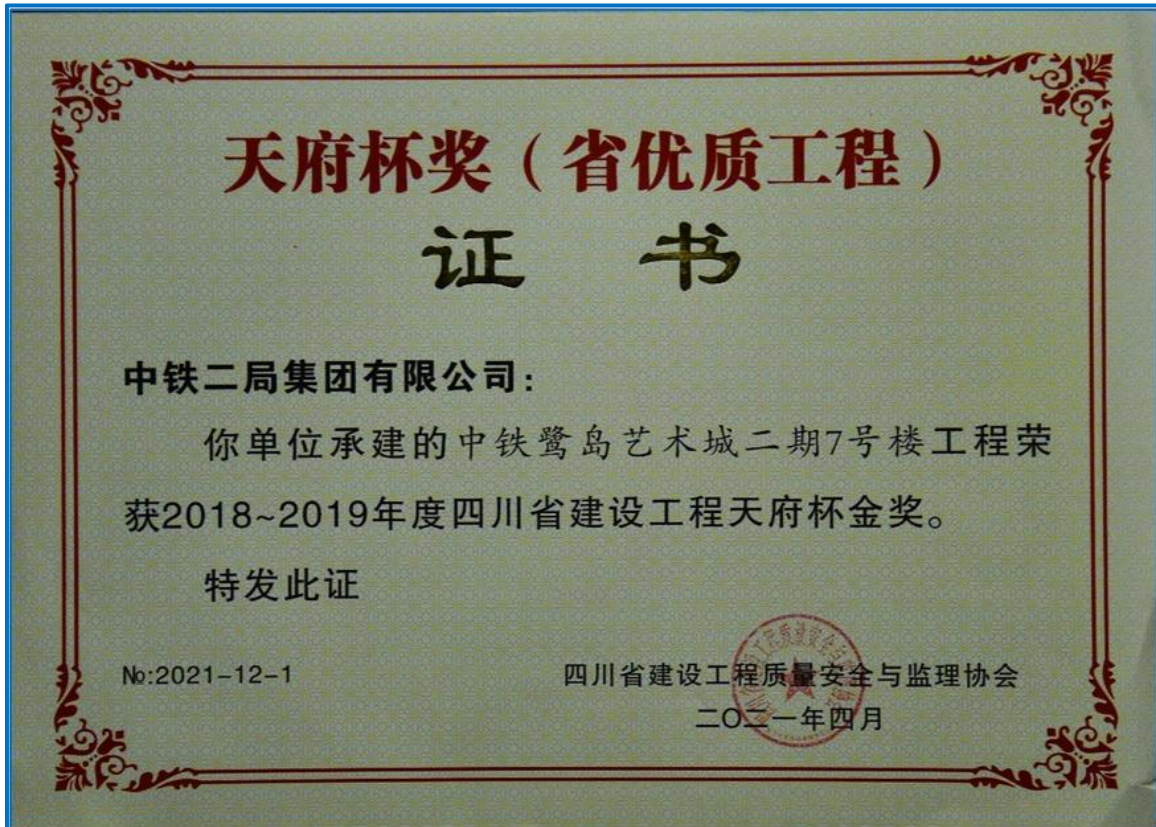 天府杯奖（省优质工程）
证 书
中铁二局集团有限公司：
你单位承建的中铁鹭岛艺术城二期7号楼工程荣
获2018~2019年度四川省建设工程天府杯金奖。
特发此证
№:2021-12-1
四川省建设工程质量安全与监理协会
二〇二一年四月